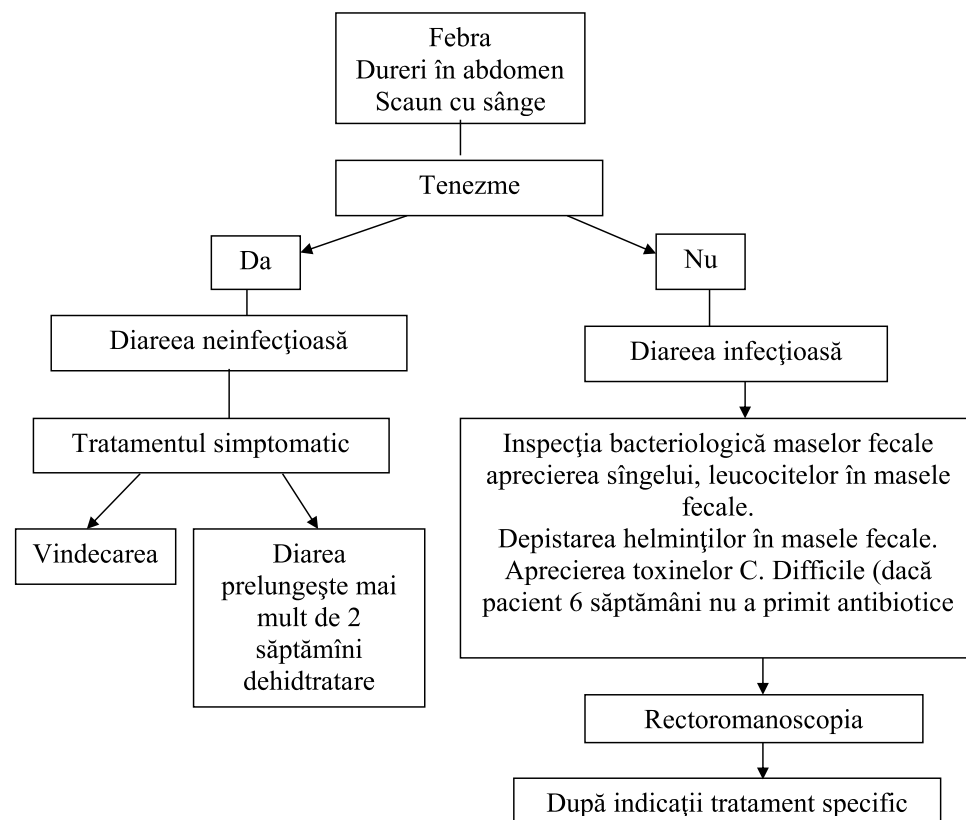 Febra
Dureri în abdomen
Scaun cu sânge
Tenezme
Da
Nu
Diareea neinfecţioasă
Diareea infecţioasă
Tratamentul simptomatic
Inspecţia bacteriologică maselor fecale
aprecierea sîngelui, leucocitelor în masele
fecale.
Depistarea helminţilor în masele fecale.
Aprecierea toxinelor C. Difficile (dacă
pacient 6 săptămâni nu a primit antibiotice
Vindecarea
Diarea
prelungeşte mai
mult de 2
săptămîni
dehidtratare
Rectoromanoscopia
După indicaţii tratament specific